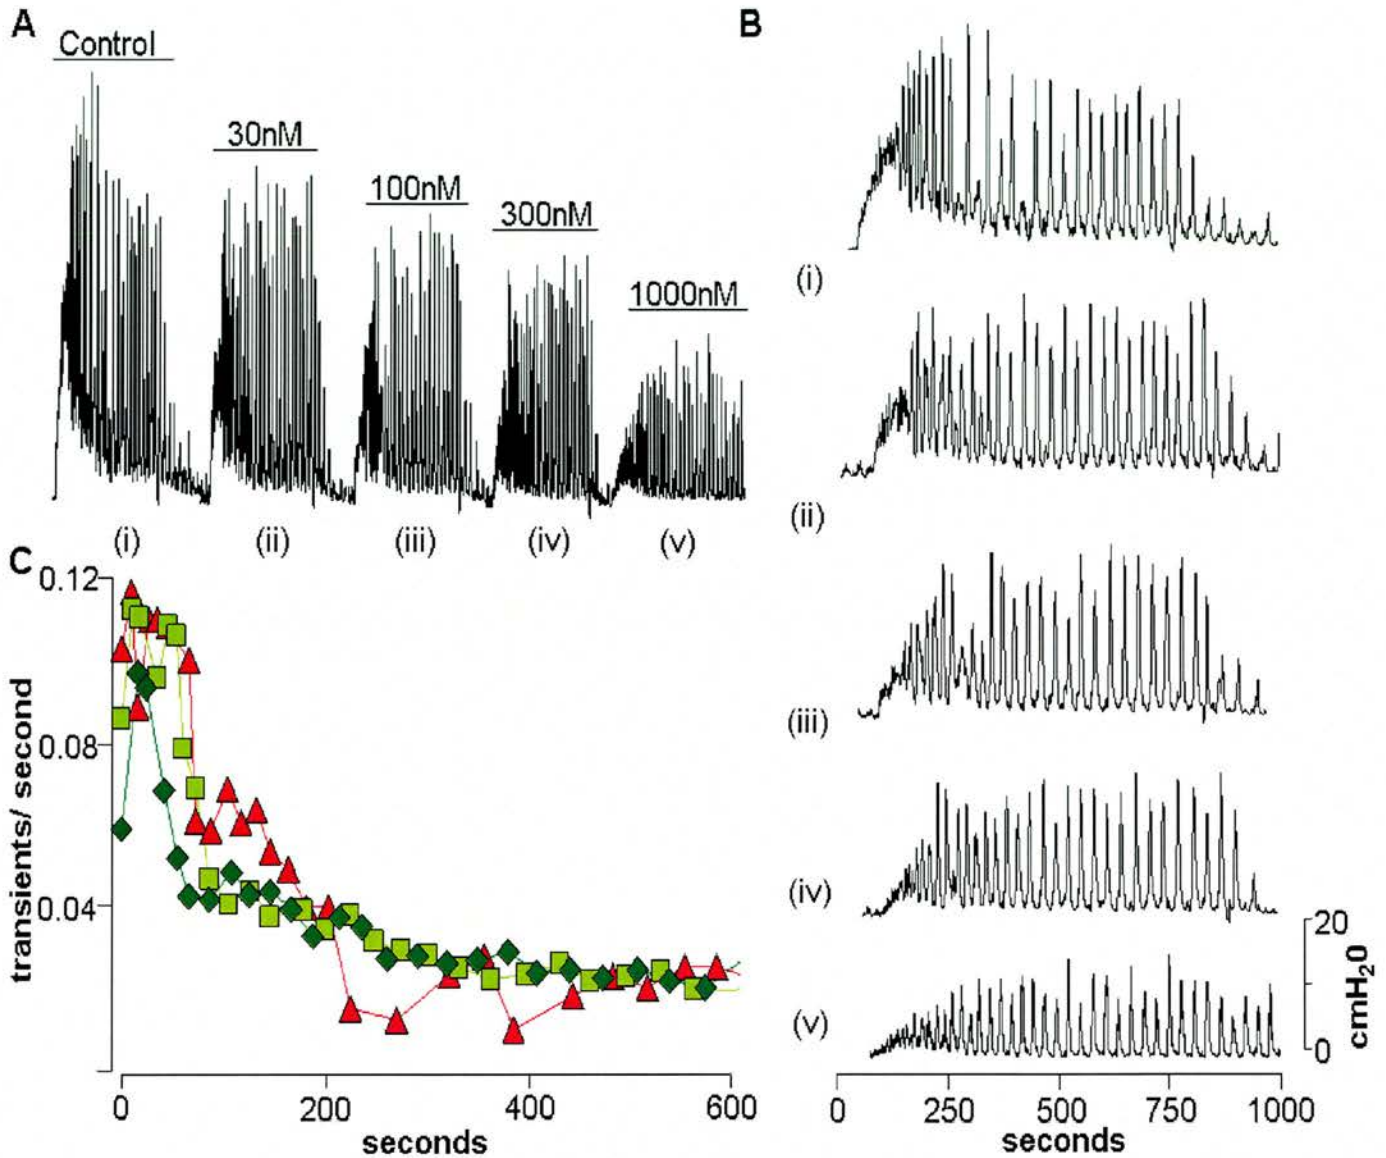 A
Control
30nM
100nM
300nM
1000nM
(i)
(ii)
(iii)
(iv)
(v)
B
(i)
(ii)
(iii)
(iv)
(v)
20
0
cmH20
0
250
500
750
1000
seconds
C
0.12
0.08
0.04
transients/ second
0
200
400
600
seconds